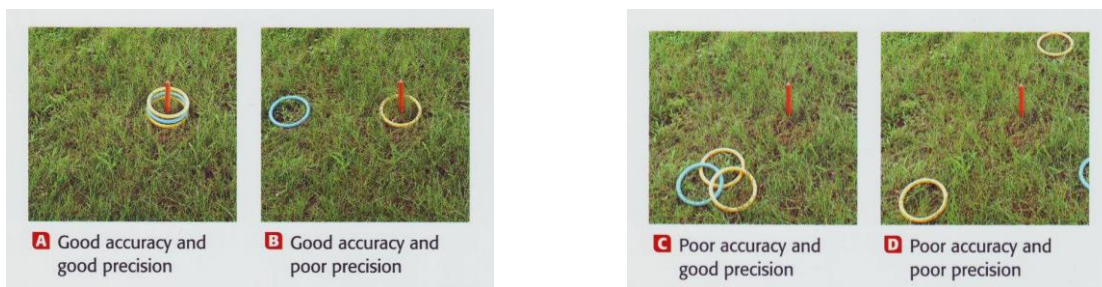 A Good accuracy and
good precision
B Good accuracy and
poor precision
C Poor accuracy and
good precision
D Poor accuracy and
poor precision